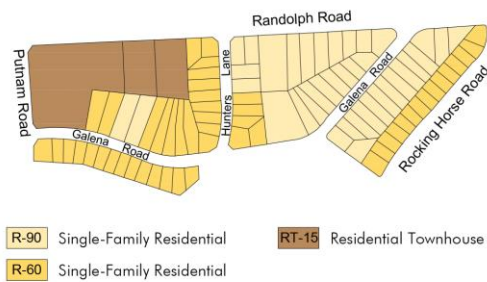 Randolph Road
Putnam Road
Hunters Lane
Galena Road
Rocking Horse Road
Galena Road
R-90 Single-Family Residential
RT-15 Residential Townhouse
R-60 Single-Family Residential